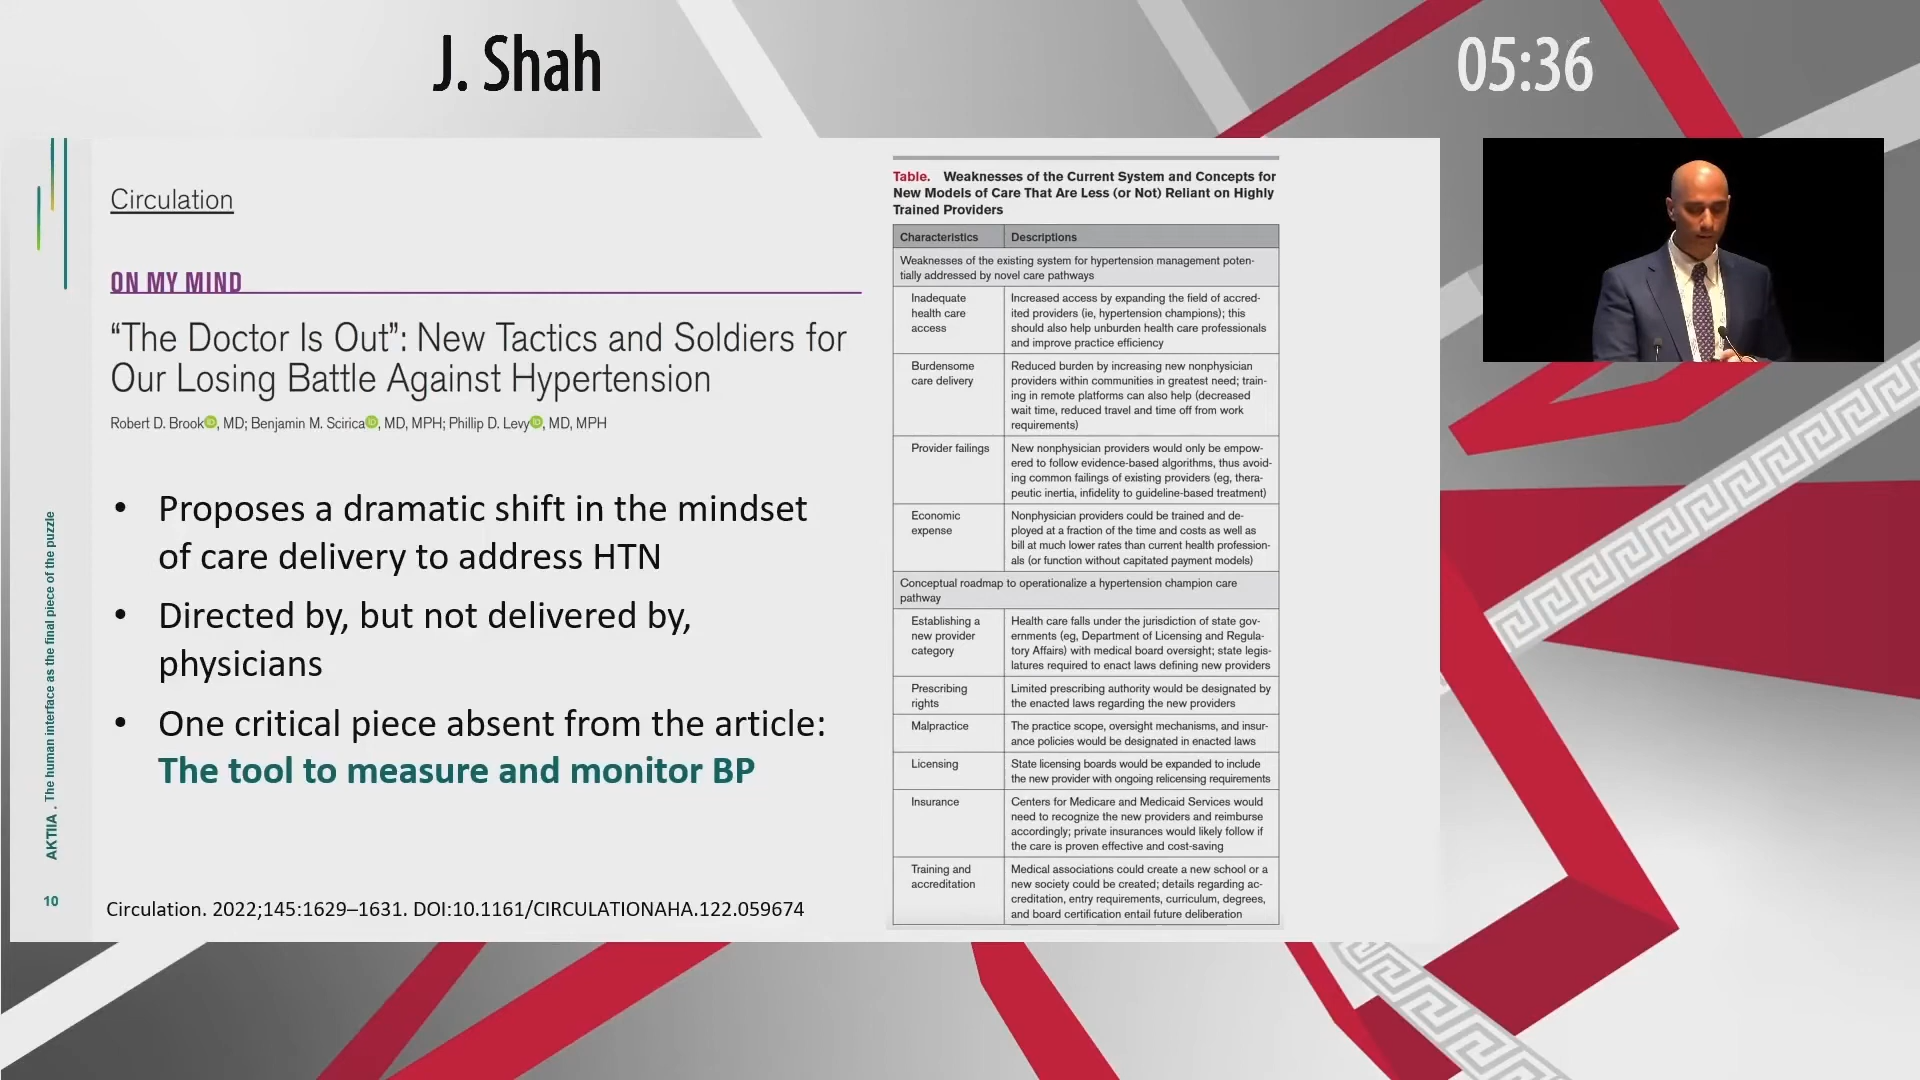 J. Shah
05:36
Circulation
ON MY MIND
“The Doctor Is Out”: New Tactics and Soldiers for
Our Losing Battle Against Hypertension
Robert D. Brook, MD; Benjamin M. Scirica, MD, MPH; Phillip D. Levy, MD, MPH
• Proposes a dramatic shift in the mindset
of care delivery to address HTN
• Directed by, but not delivered by,
physicians
• One critical piece absent from the article:
The tool to measure and monitor BP
Circulation. 2022;145:1629–1631. DOI:10.1161/CIRCULATIONAHA.122.059674
AKTIIA . The human interface as the final piece of the puzzle
10
Table. Weaknesses of the Current System and Concepts for
New Models of Care That Are Less (or Not) Reliant on Highly
Trained Providers
Characteristics Descriptions
Weaknesses of the existing system for hypertension management poten-
tially addressed by novel care pathways
Inadequate
health care
access
Increased access by expanding the field of accred-
ited providers (ie, hypertension champions); this
should also help unburden health care professionals
and improve practice efficiency
Burdensome
care delivery
Reduced burden by increasing new nonphysician
providers within communities in greatest need; train-
ing in remote platforms can also help (decreased
wait time, reduced travel and time off from work
requirements)
Provider failings
New nonphysician providers would only be empow-
ered to follow evidence-based algorithms, thus avoid-
ing common failings of existing providers (eg, thera-
peutic inertia, infidelity to guideline-based treatment)
Economic
expense
Nonphysician providers could be trained and de-
ployed at a fraction of the time and costs as well as
bill at much lower rates than current health profession-
als (or function without capitated payment models)
Conceptual roadmap to operationalize a hypertension champion care
pathway
Establishing a
new provider
category
Health care falls under the jurisdiction of state gov-
ernments (eg, Department of Licensing and Regula-
tory Affairs) with medical board oversight; state legis-
latures required to enact laws defining new providers
Prescribing
rights
Limited prescribing authority would be designated by
the enacted laws regarding the new providers
Malpractice
The practice scope, oversight mechanisms, and insur-
ance policies would be designated in enacted laws
Licensing
State licensing boards would be expanded to include
the new provider with ongoing relicensing requirements
Insurance
Centers for Medicare and Medicaid Services would
need to recognize the new providers and reimburse
accordingly; private insurances would likely follow if
the care is proven effective and cost-saving
Training and
accreditation
Medical associations could create a new school or a
new society could be created; details regarding ac-
creditation, entry requirements, curriculum, degrees,
and board certification entail future deliberation